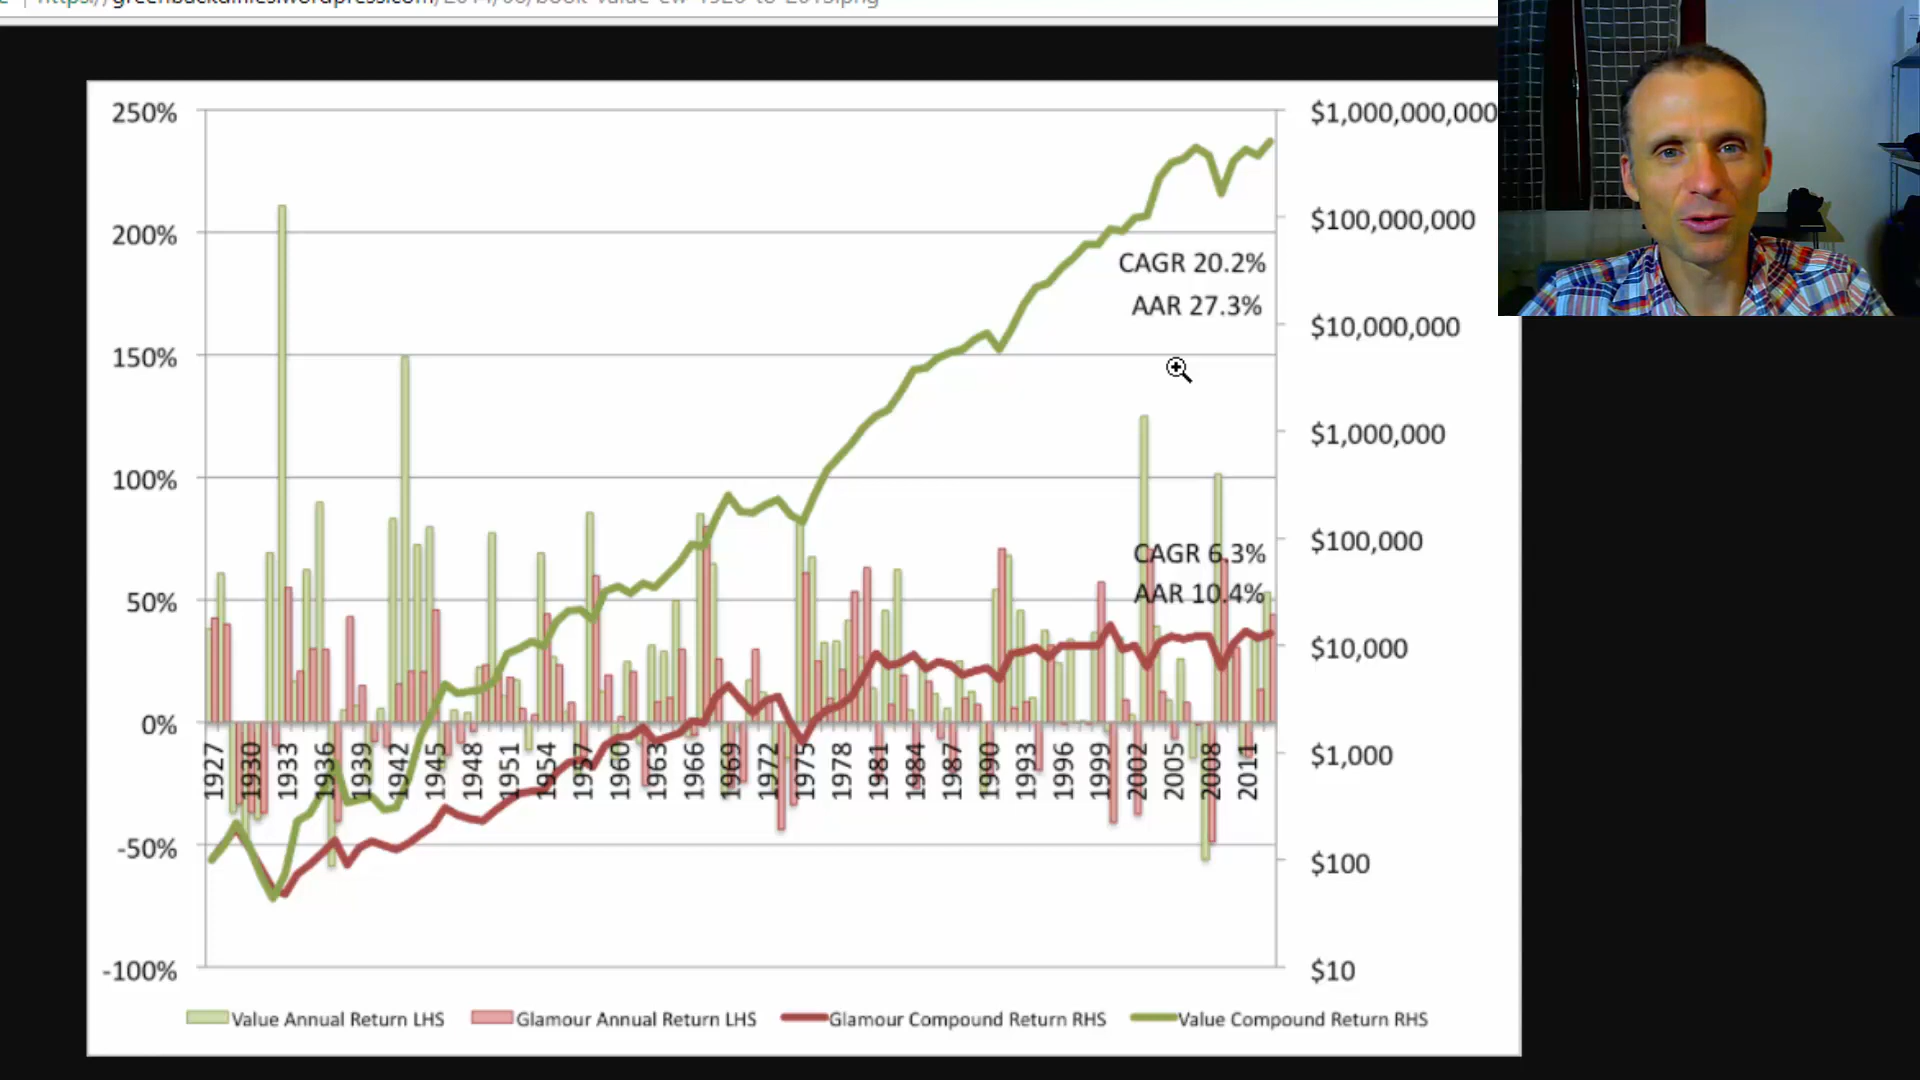 250%
200%
150%
100%
50%
0%
-50%
-100%
$1,000,000,000
$100,000,000
$10,000,000
$1,000,000
$100,000
$10,000
$1,000
$100
$10
CAGR 20.2%
AAR 27.3%
CAGR 6.3%
AAR 10.4%
1927 1930 1933 1936 1939 1942 1945 1948 1951 1954 1957 1960 1963 1966 1969 1972 1975 1978 1981 1984 1987 1990 1993 1996 1999 2002 2005 2008 2011
Value Annual Return LHS Glamour Annual Return LHS Glamour Compound Return RHS Value Compound Return RHS